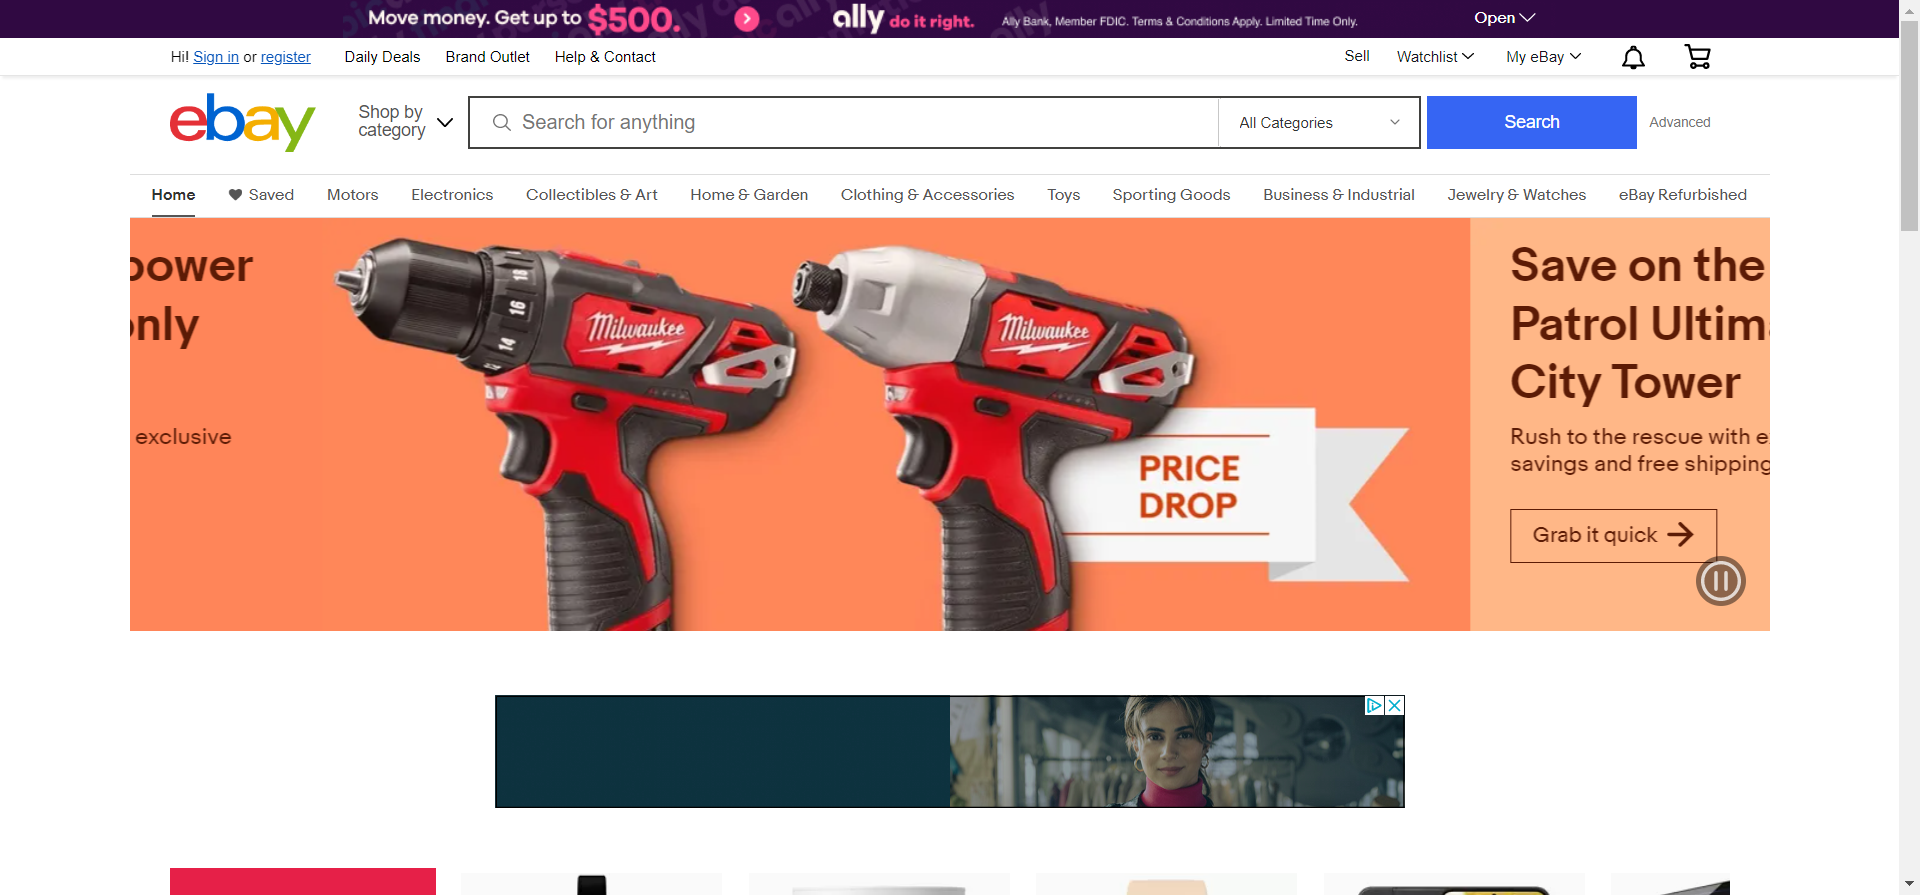 Move money. Get up to $500.
ally do it right.
Ally Bank, Member FDIC. Terms & Conditions Apply. Limited Time Only.
Open
Hi! Sign in or register
Daily Deals
Brand Outlet
Help & Contact
Sell
Watchlist
My eBay
ebay
Shop by
category
Search for anything
All Categories
Search
Advanced
Home
Saved
Motors
Electronics
Collectibles & Art
Home & Garden
Clothing & Accessories
Toys
Sporting Goods
Business & Industrial
Jewelry & Watches
eBay Refurbished
power
only
exclusive
18
16
14
Milwaukee
Milwaukee
PRICE
DROP
Save on the
Patrol Ultim
City Tower
Rush to the rescue with e
savings and free shipping
Grab it quick